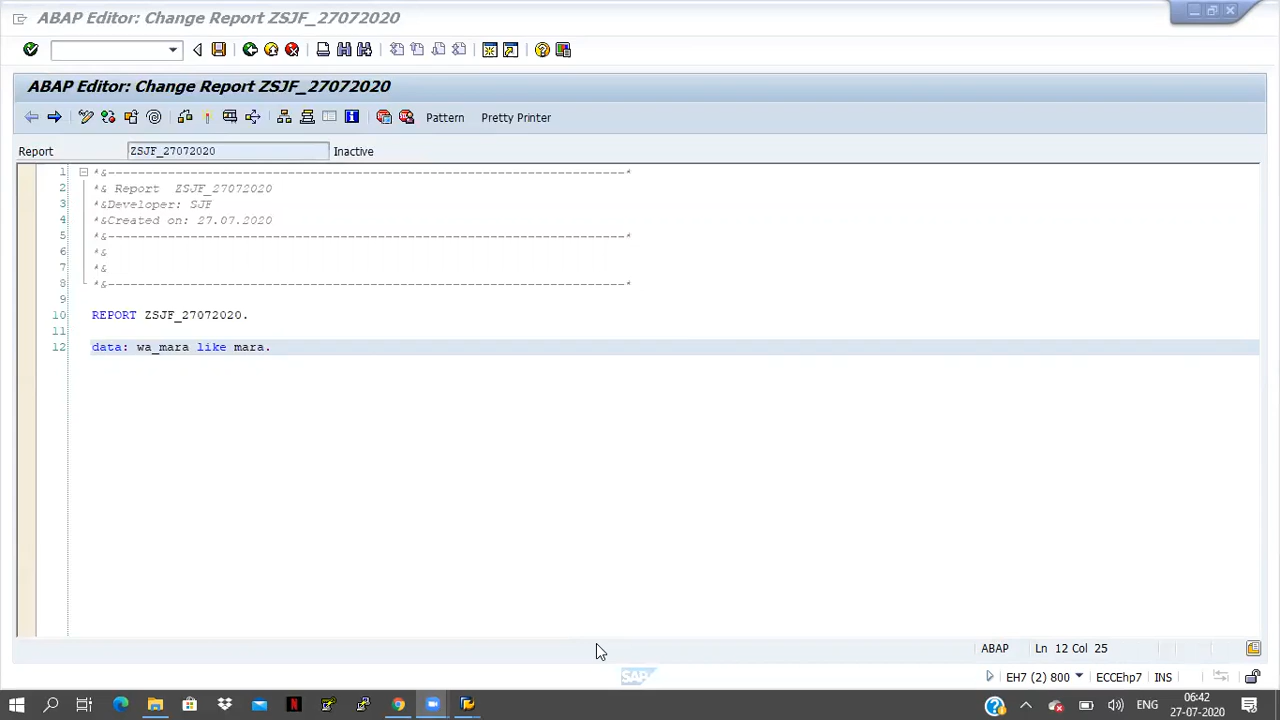 ABAP Editor: Change Report ZSJF_27072020
ABAP Editor: Change Report ZSJF_27072020
Pattern Pretty Printer
Report ZSJF_27072020 Inactive
1 *&---------------------------------------------------------------------*
2 *& Report  ZSJF_27072020
3 *&Developer: SJF
4 *&Created on: 27.07.2020
5 *&---------------------------------------------------------------------*
6 *&
7 *&
8 *&---------------------------------------------------------------------*
9
10 REPORT ZSJF_27072020.
11
12 data: wa_mara like mara.
ABAP Ln 12 Col 25
SAP
EH7 (2) 800 ECCEhp7 INS
ENG
06:42
27-07-2020